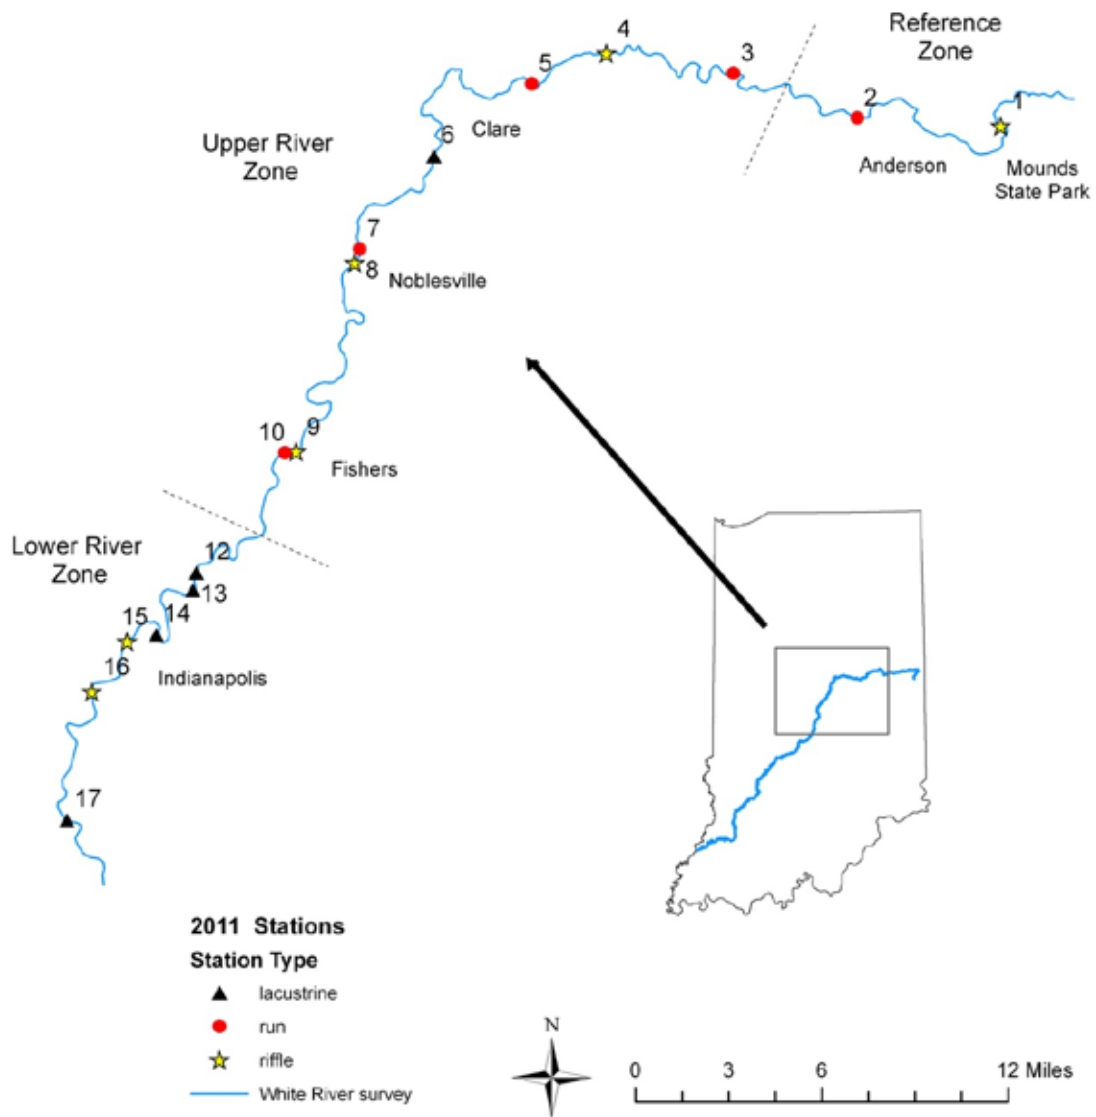 Reference
Zone
4
3
5
2
1
6
Clare
Upper River
Zone
Anderson
Mounds
State Park
7
8
Noblesville
9
10
Fishers
Lower River
Zone
12
13
14
15
16
Indianapolis
17
2011 Stations
Station Type
lacustrine
run
riffle
White River survey
N
0 3 6 12 Miles